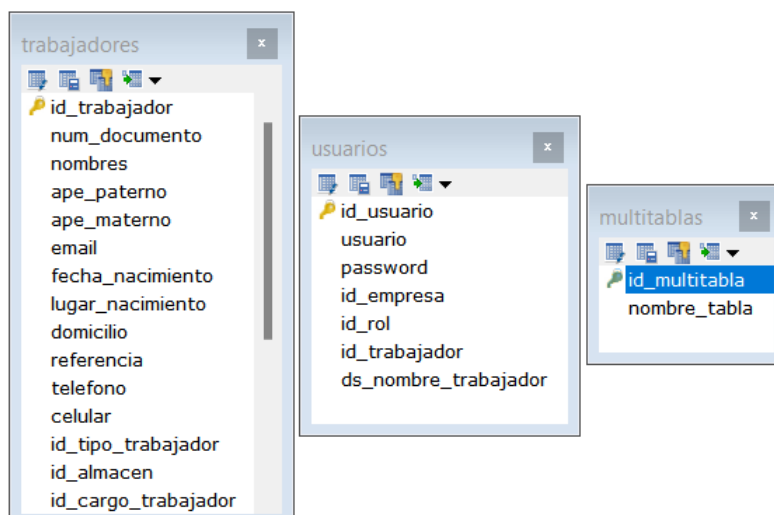 trabajadores
id_trabajador
num_documento
nombres
ape_paterno
ape_materno
email
fecha_nacimiento
lugar_nacimiento
domicilio
referencia
telefono
celular
id_tipo_trabajador
id_almacen
id_cargo_trabajador
usuarios
id_usuario
usuario
password
id_empresa
id_rol
id_trabajador
ds_nombre_trabajador
multitablas
id_multitabla
nombre_tabla